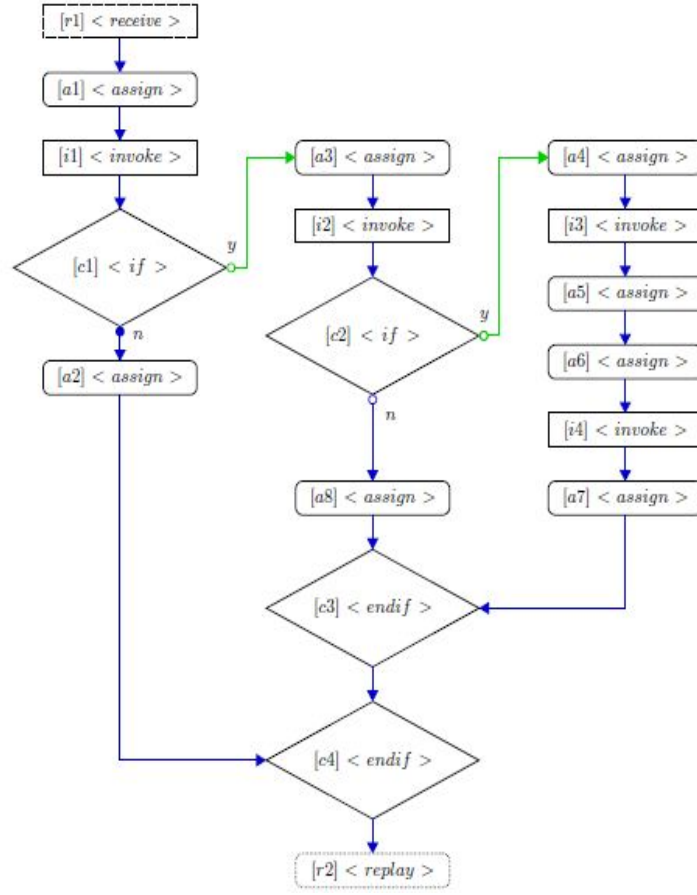 [r1] < receive >
[a1] < assign >
[i1] < invoke >
[c1] < if >
y
n
[a2] < assign >
[a3] < assign >
[i2] < invoke >
[c2] < if >
y
n
[a8] < assign >
[a4] < assign >
[i3] < invoke >
[a5] < assign >
[a6] < assign >
[i4] < invoke >
[a7] < assign >
[c3] < endif >
[c4] < endif >
[r2] < replay >